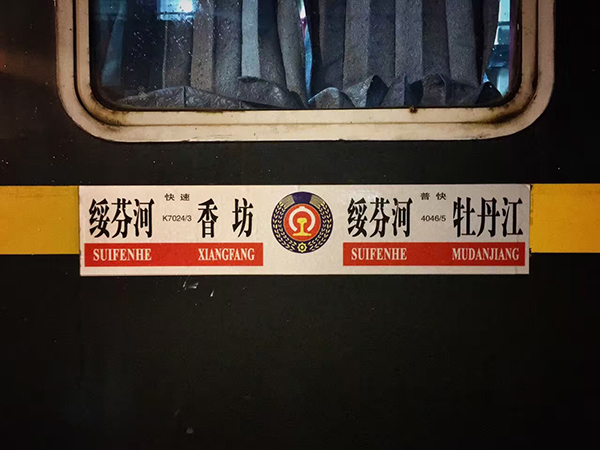 快速
绥芬河 K7024/3 香坊
SUIFENHE XIANGFANG
普快
绥芬河 4046/5 牡丹江
SUIFENHE MUDANJIANG